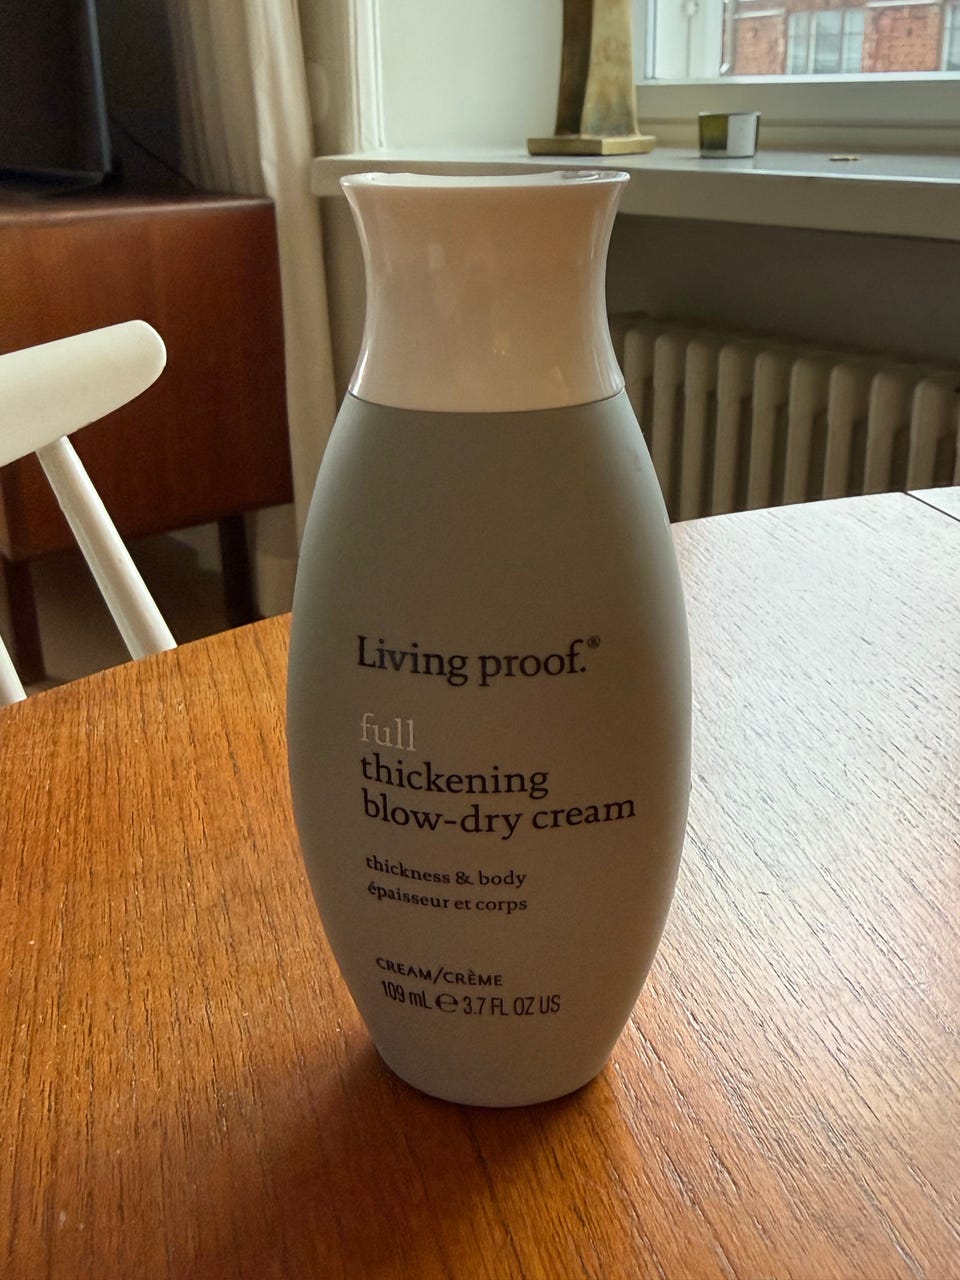 Living proof.®
full
thickening
blow-dry cream
thickness & body
épaisseur et corps
CREAM/CRÈME
109 mL ℮ 3.7 FL OZ US